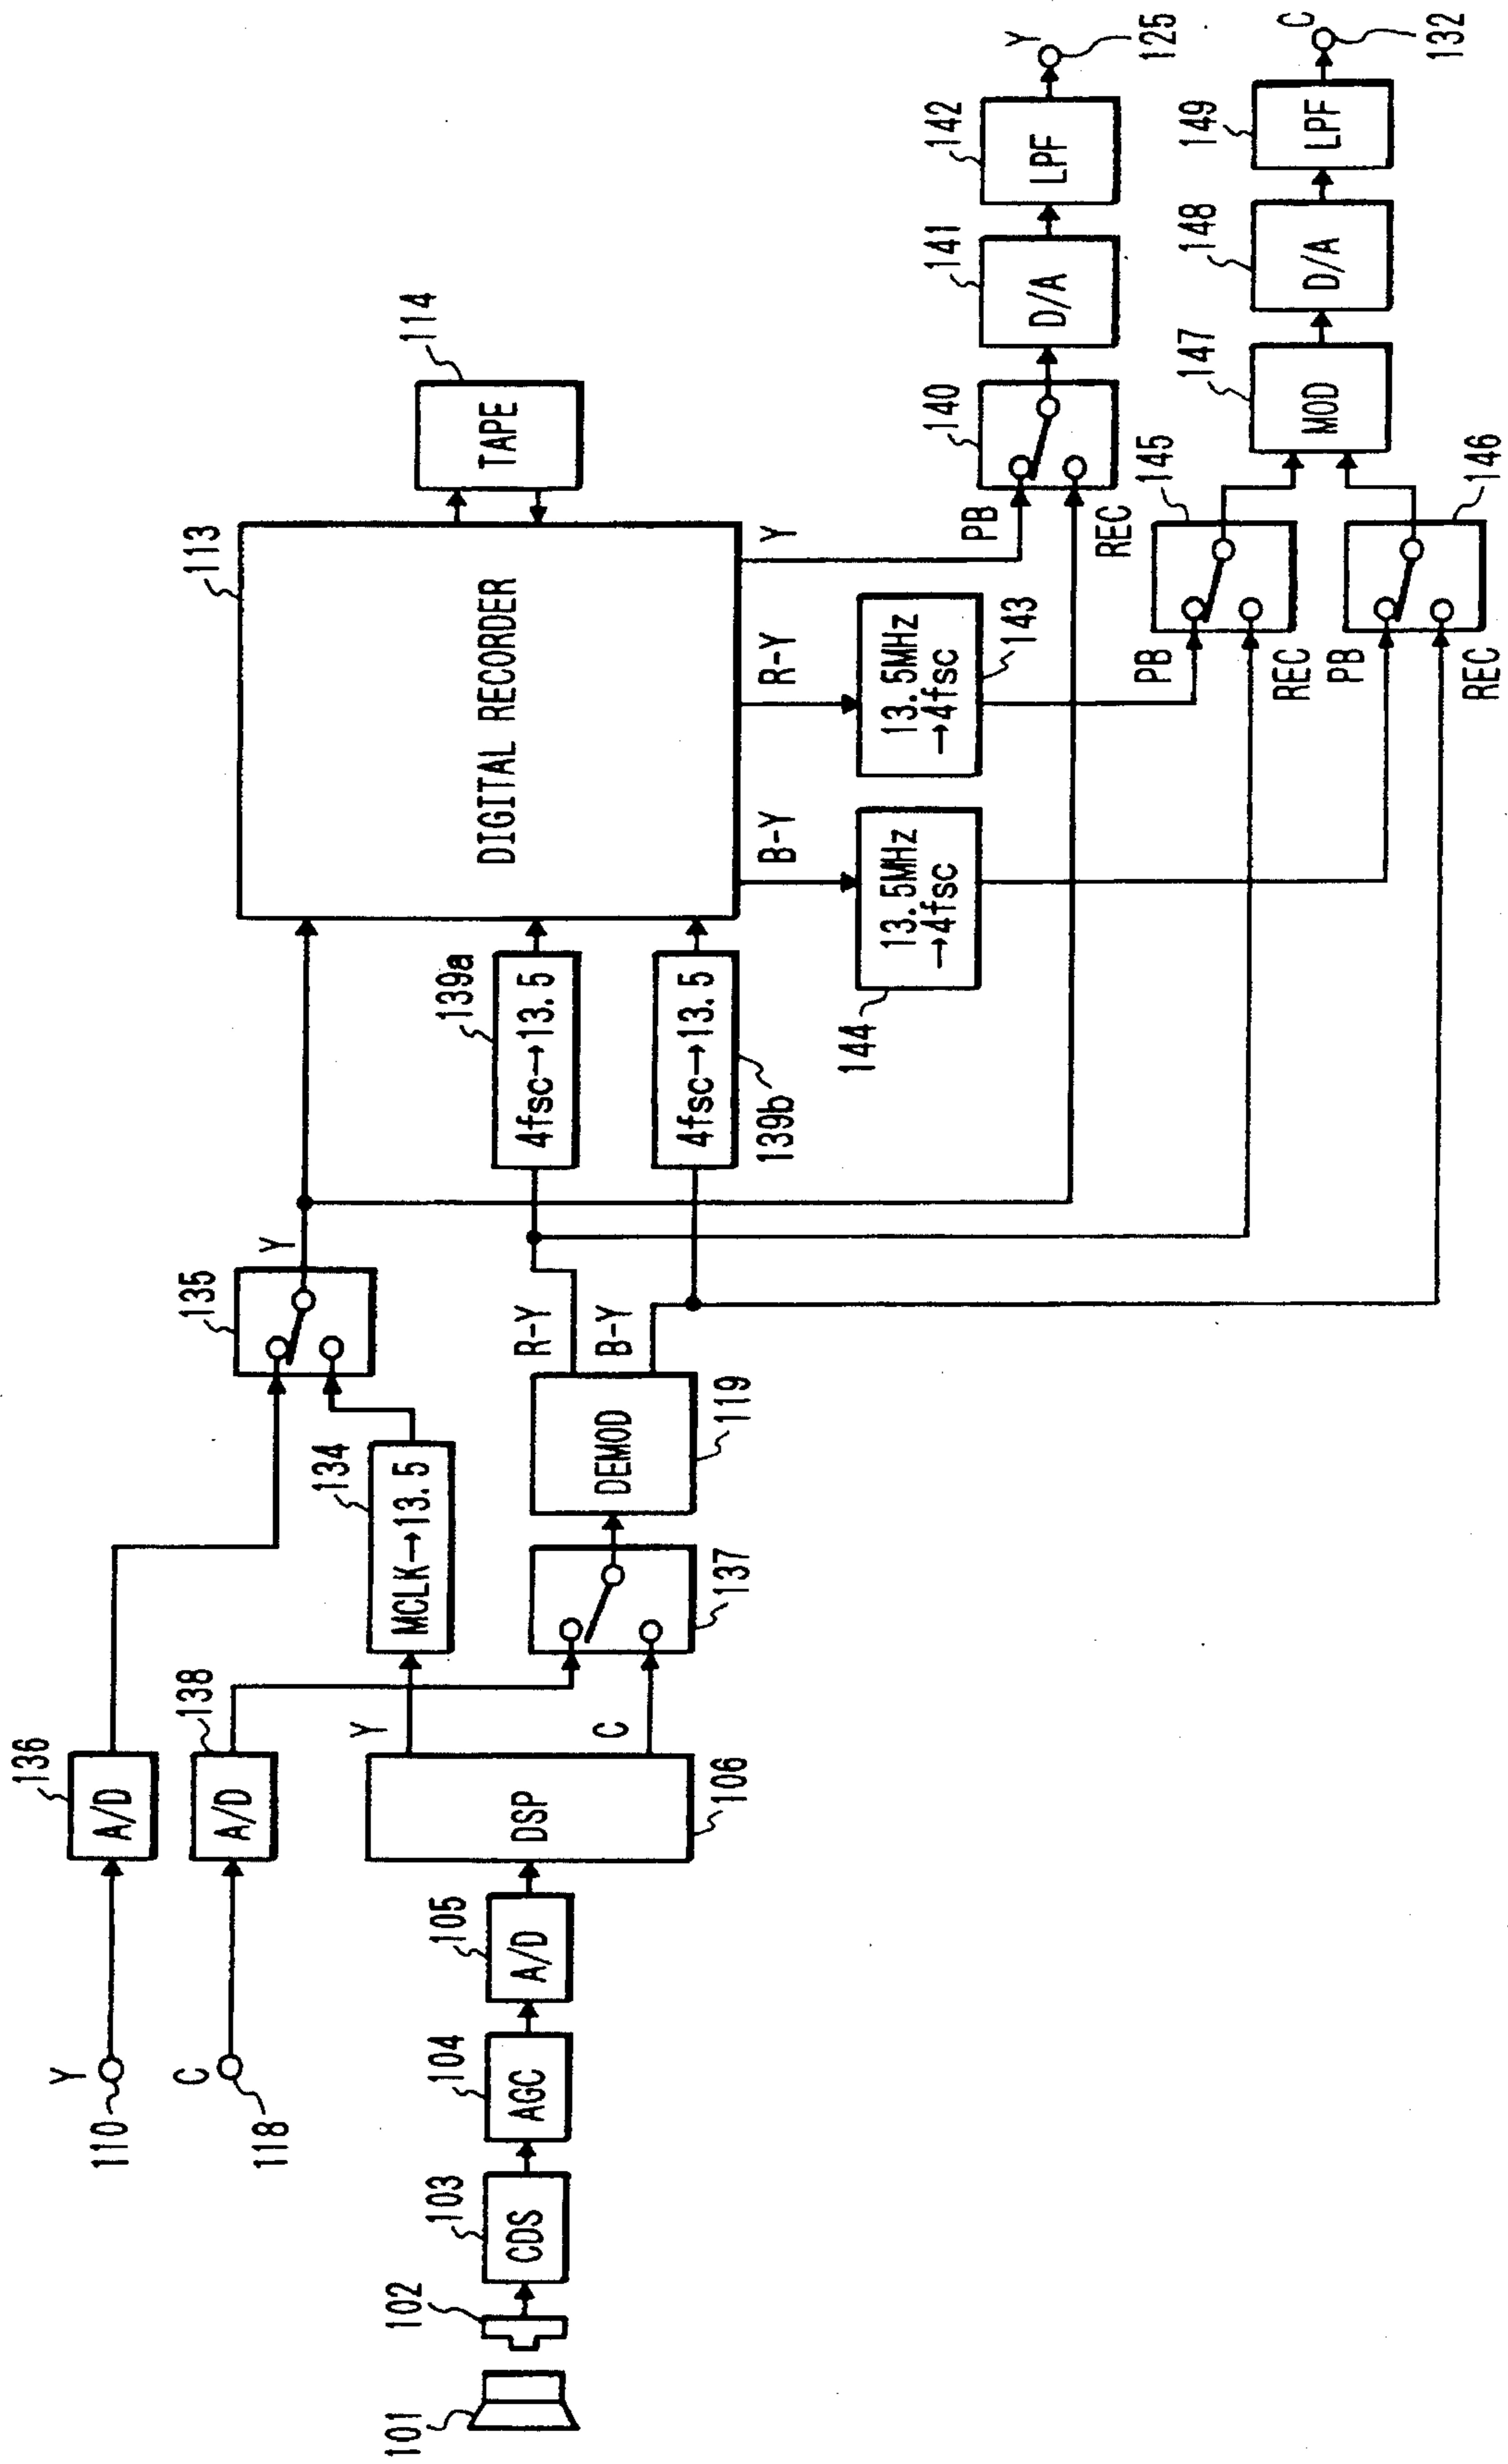 Y
110
136
A/D
C
118
138
A/D
101
102
103
CDS
104
AGC
105
A/D
106
DSP
Y
C
134
MCLK→13.5
135
Y
137
119
DEMOD
R-Y
B-Y
139a
4fsc→13.5
4fsc→13.5
139b
113
DIGITAL RECORDER
114
TAPE
B-Y
R-Y
Y
144
13.5MHz
→4fsc
13.5MHz
→4fsc
143
PB
REC
140
141
D/A
142
LPF
Y
125
PB
REC
145
PB
REC
146
147
MOD
148
D/A
149
LPF
C
132